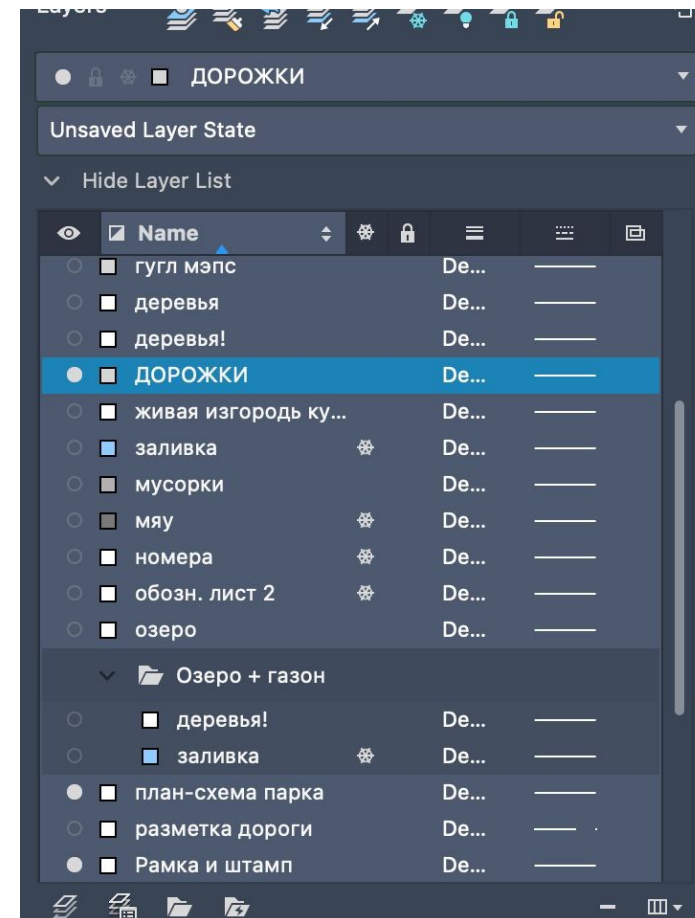 Layers
ДОРОЖКИ
Unsaved Layer State
Hide Layer List
Name
гугл мэпс De...
деревья De...
деревья! De...
ДОРОЖКИ De...
живая изгородь ку... De...
заливка De...
мусорки De...
мяу De...
номера De...
обозн. лист 2 De...
озеро De...
Озеро + газон
деревья! De...
заливка De...
план-схема парка De...
разметка дороги De...
Рамка и штамп De...